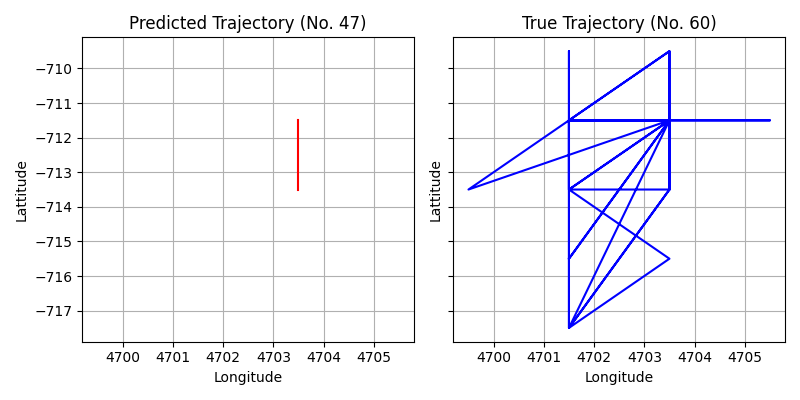 Predicted Trajectory (No. 47)
True Trajectory (No. 60)
Lattitude
−710
−711
−712
−713
−714
−715
−716
−717
4700 4701 4702 4703 4704 4705
Longitude
Lattitude
4700 4701 4702 4703 4704 4705
Longitude